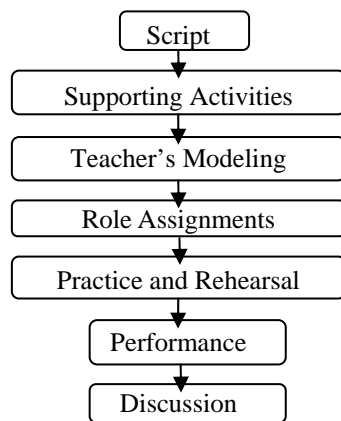 Script
Supporting Activities
Teacher's Modeling
Role Assignments
Practice and Rehearsal
Performance
Discussion